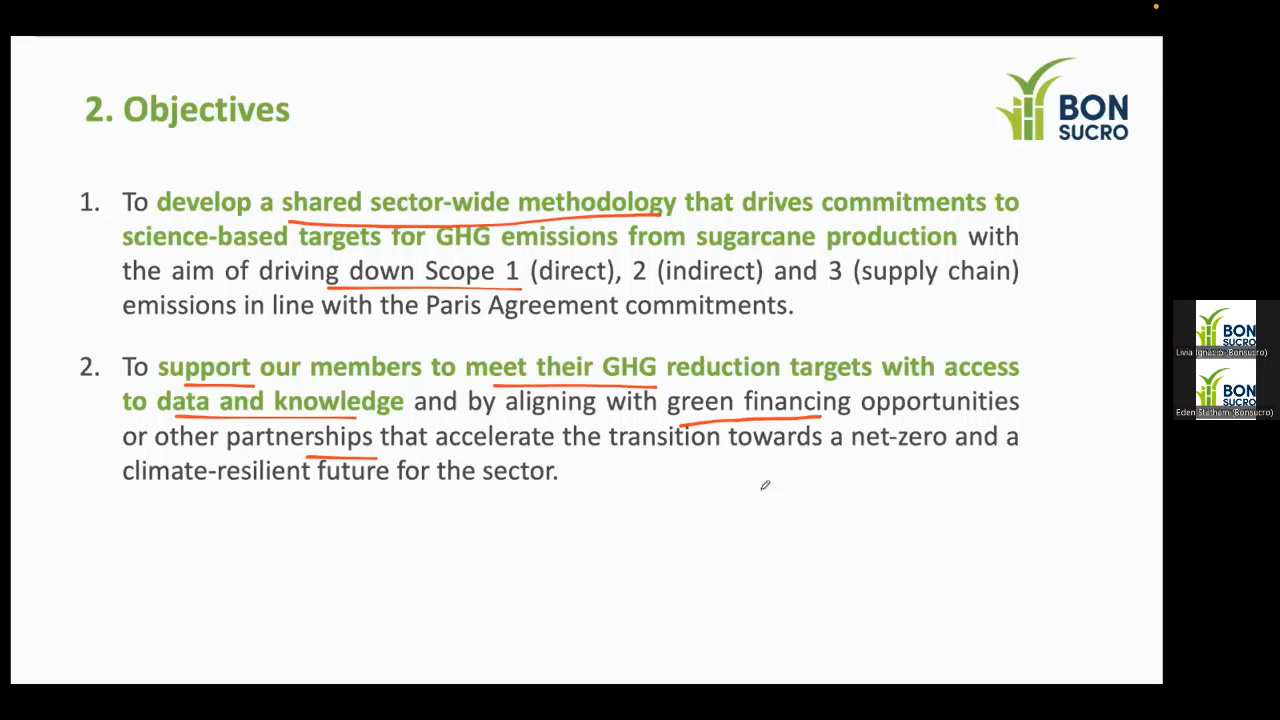 2. Objectives
BON
SUCRO
1. To develop a shared sector-wide methodology that drives commitments to
science-based targets for GHG emissions from sugarcane production with
the aim of driving down Scope 1 (direct), 2 (indirect) and 3 (supply chain)
emissions in line with the Paris Agreement commitments.
2. To support our members to meet their GHG reduction targets with access
to data and knowledge and by aligning with green financing opportunities
or other partnerships that accelerate the transition towards a net-zero and a
climate-resilient future for the sector.
BON
Livia Ignacio (Bonsucro)
BON
Eden Statham (Bonsucro)